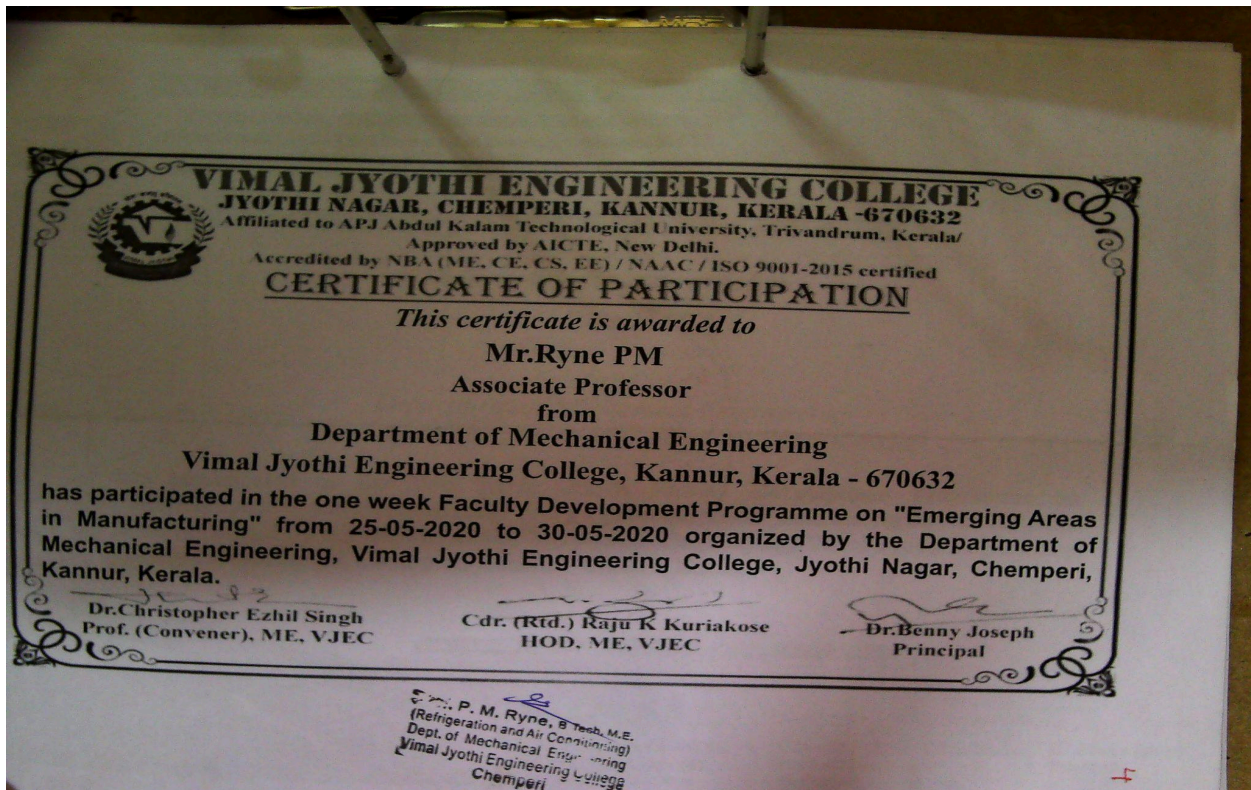 VIMAL JYOTHI ENGINEERING COLLEGE
JYOTHI NAGAR, CHEMPERI, KANNUR, KERALA -670632
Affiliated to APJ Abdul Kalam Technological University, Trivandrum, Kerala/
Approved by AICTE, New Delhi.
Accredited by NBA (ME, CE, CS, EE) / NAAC / ISO 9001-2015 certified
CERTIFICATE OF PARTICIPATION
This certificate is awarded to
Mr.Ryne PM
Associate Professor
from
Department of Mechanical Engineering
Vimal Jyothi Engineering College, Kannur, Kerala - 670632
has participated in the one week Faculty Development Programme on "Emerging Areas
in Manufacturing" from 25-05-2020 to 30-05-2020 organized by the Department of
Mechanical Engineering, Vimal Jyothi Engineering College, Jyothi Nagar, Chemperi,
Kannur, Kerala.
Dr.Christopher Ezhil Singh
Prof. (Convener), ME, VJEC
Cdr. (Rtd.) Raju K Kuriakose
HOD, ME, VJEC
Dr.Benny Joseph
Principal
P. M. Ryne, B Tech, M.E.
(Refrigeration and Air Conditioning)
Dept. of Mechanical Engineering
Vimal Jyothi Engineering College
Chemperi
4